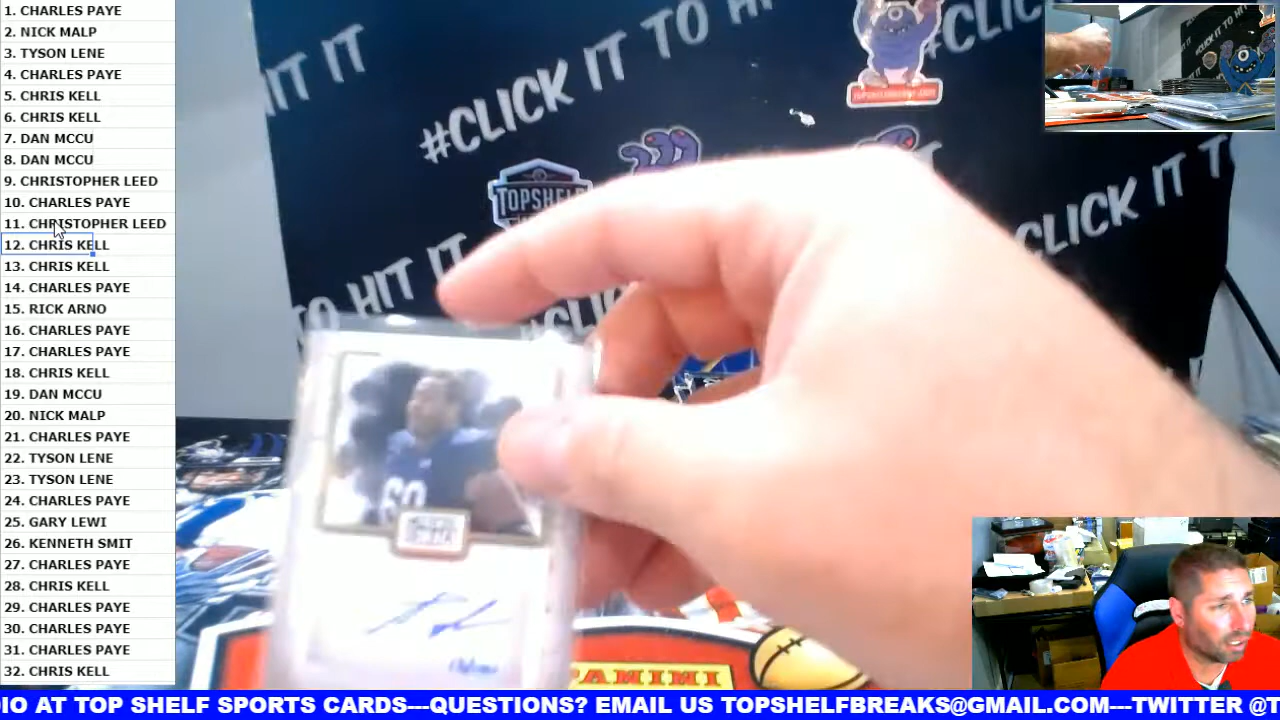 1. CHARLES PAYE
2. NICK MALP
3. TYSON LENE
4. CHARLES PAYE
5. CHRIS KELL
6. CHRIS KELL
7. DAN MCCU
8. DAN MCCU
9. CHRISTOPHER LEED
10. CHARLES PAYE
11. CHRISTOPHER LEED
12. CHRIS KELL
13. CHRIS KELL
14. CHARLES PAYE
15. RICK ARNO
16. CHARLES PAYE
17. CHARLES PAYE
18. CHRIS KELL
19. DAN MCCU
20. NICK MALP
21. CHARLES PAYE
22. TYSON LENE
23. TYSON LENE
24. CHARLES PAYE
25. GARY LEWI
26. KENNETH SMIT
27. CHARLES PAYE
28. CHRIS KELL
29. CHARLES PAYE
30. CHARLES PAYE
31. CHARLES PAYE
32. CHRIS KELL
HIT IT
#CLICK IT TO HIT
#CLICK
TOPSHELF
TO HIT IT
#CLICK
CLICK IT T
60
PANINI
DIO AT TOP SHELF SPORTS CARDS---QUESTIONS? EMAIL US TOPSHELFBREAKS@GMAIL.COM---TWITTER @T